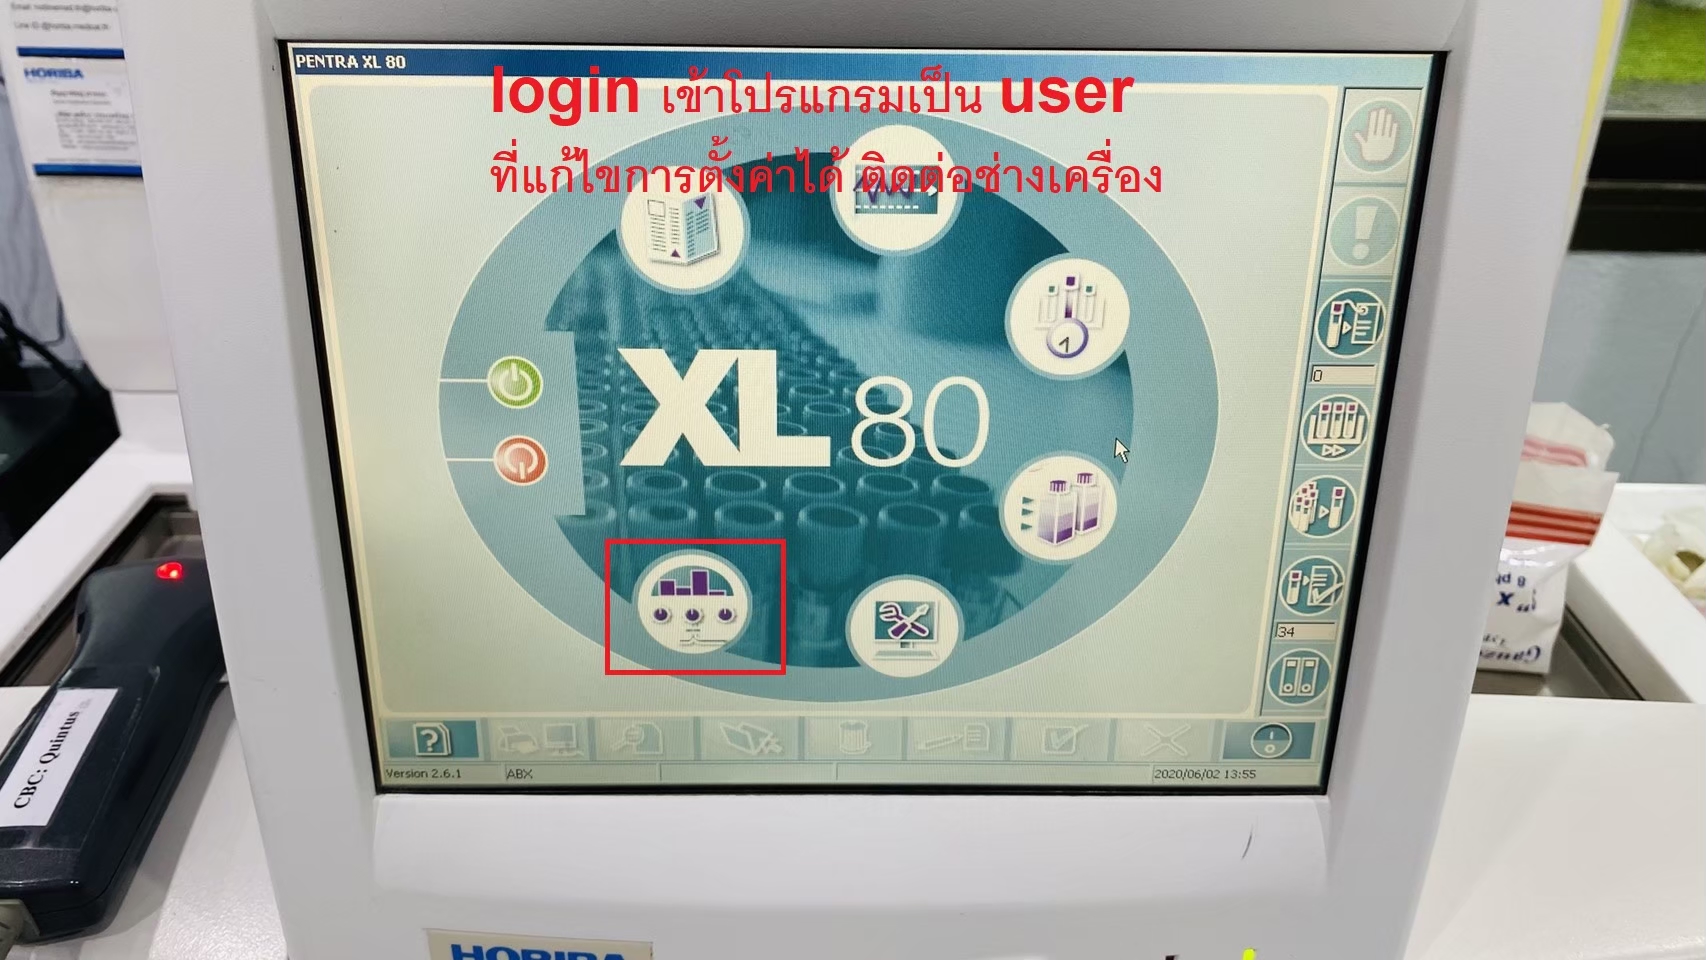 HORIBA
PENTRA XL 80
login เข้าโปรแกรมเป็น user
ที่แก้ไขการตั้งค่าได้ ติดต่อช่างเครื่อง
XL 80
0
34
Version 2.6.1
ABX
2020/06/02 13:55
CBC: Quintus
HORIBA